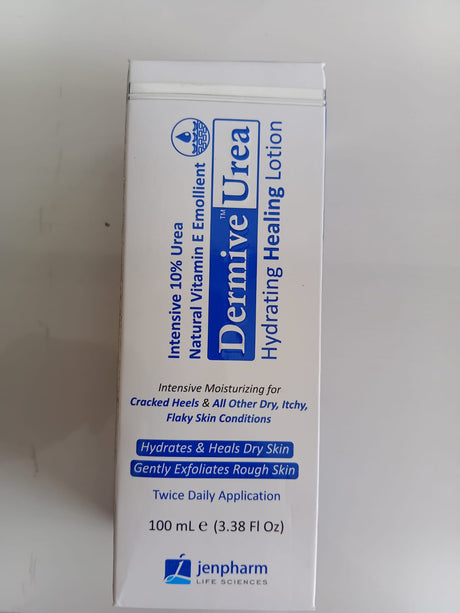 Intensive 10% Urea
Natural Vitamin E Emollient
Dermive™ Urea
Hydrating Healing Lotion
Intensive Moisturizing for
Cracked Heels & All Other Dry, Itchy,
Flaky Skin Conditions
Hydrates & Heals Dry Skin
Gently Exfoliates Rough Skin
Twice Daily Application
100 mL ℮ (3.38 Fl Oz)
jenpharm
LIFE SCIENCES